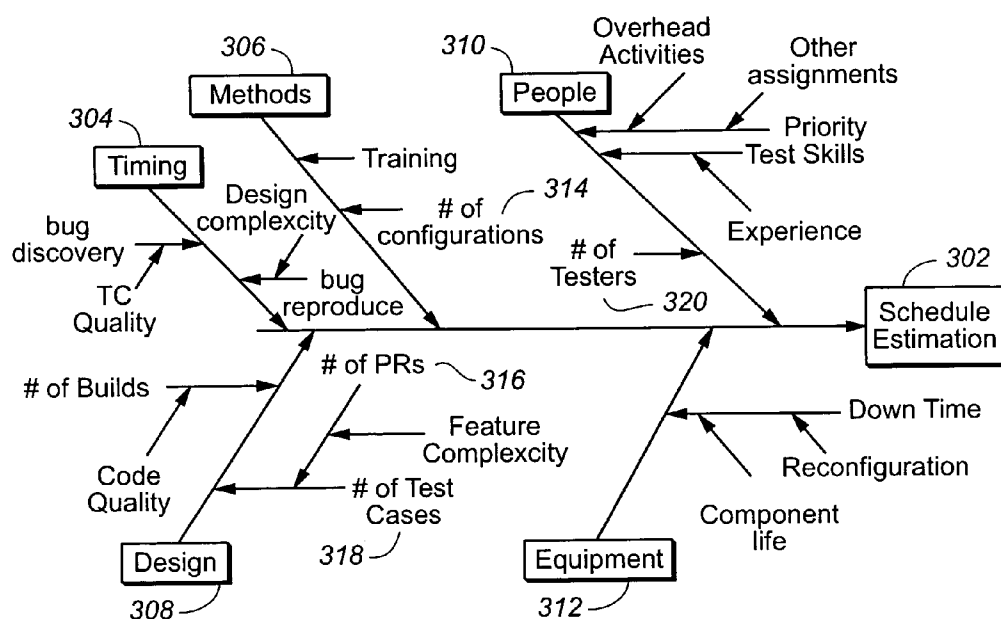 306
Methods
310
People
Overhead
Activities
Other
assignments
304
Timing
Training
Priority
Test Skills
Design
complexcity
314
# of
configurations
Experience
bug
discovery
# of
Testers
320
302
TC
Quality
bug
reproduce
Schedule
Estimation
# of PRs
316
# of Builds
Feature
Complexcity
Down Time
Code
Quality
# of Test
Cases
Reconfiguration
318
Component
life
Design
308
Equipment
312